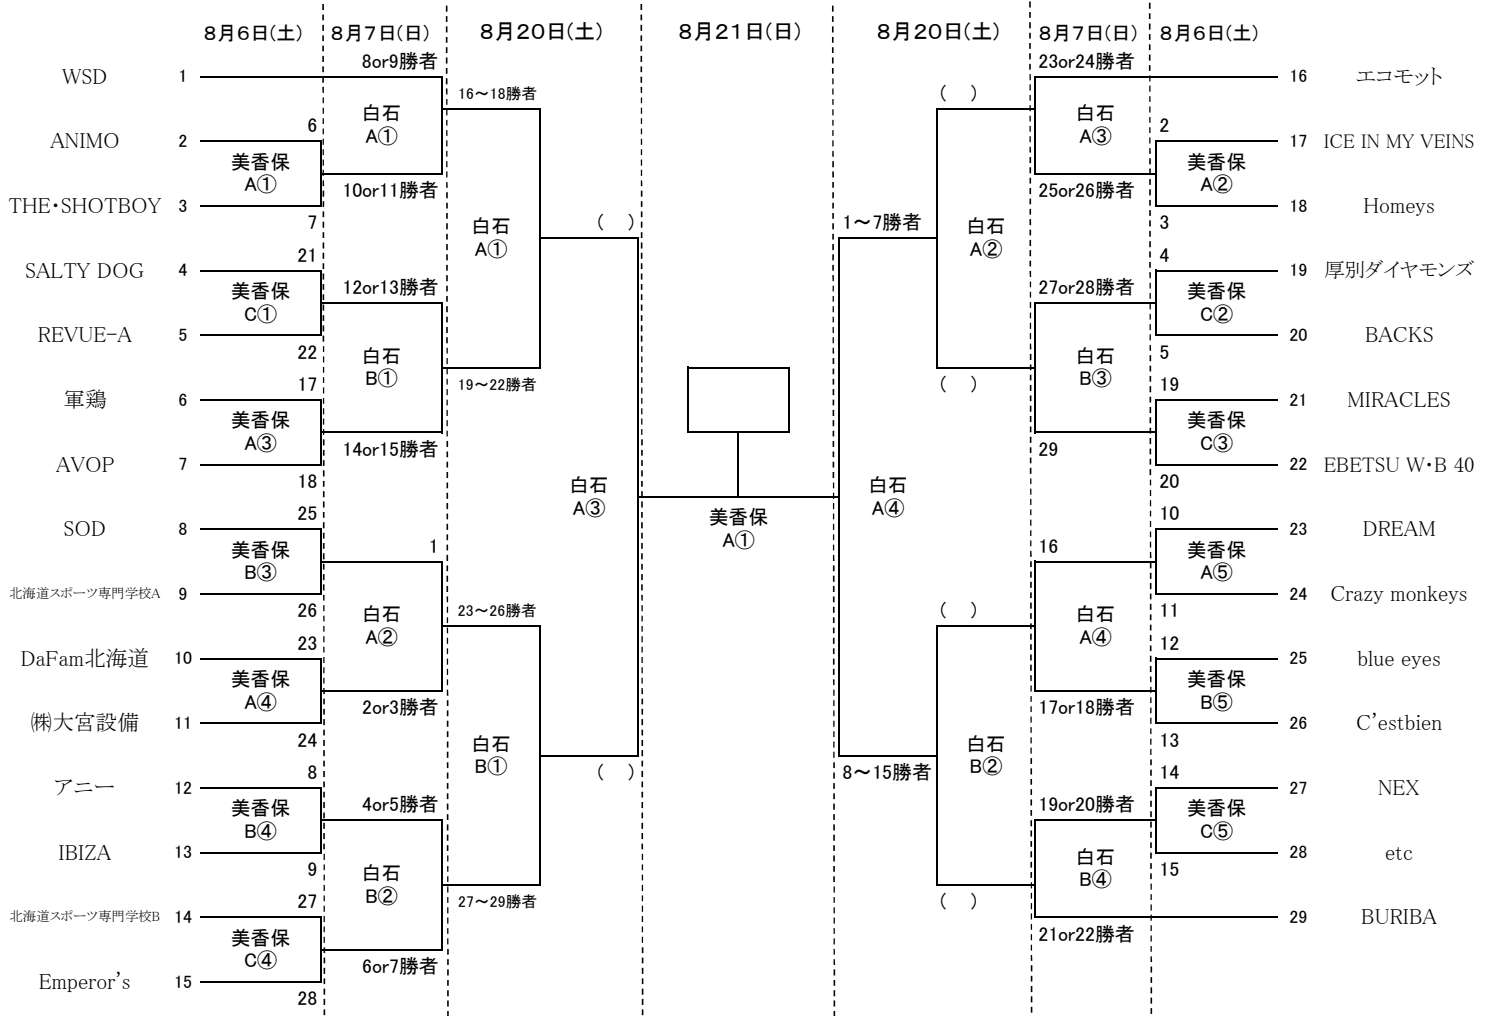 8月6日(土) 8月7日(日) 8月20日(土) 8月21日(日) 8月20日(土) 8月7日(日) 8月6日(土)
8or9勝者 23or24勝者
WSD 1 16 エコモット
16～18勝者 ( )
白石 白石
A① A③
6 2
ANIMO 2 17 ICE IN MY VEINS
美香保 美香保
A① A②
10or11勝者 25or26勝者
THE・SHOTBOY 3 18 Homeys
7 ( ) 1～7勝者 3
白石 白石
A① A②
21 4
SALTY DOG 4 19 厚別ダイヤモンズ
美香保 12or13勝者 27or28勝者 美香保
C① C②
REVUE-A 5 20 BACKS
22 白石 白石 5
B① B③
17 19～22勝者 ( ) 19
軍鶏 6 21 MIRACLES
美香保 美香保
A③ C③
14or15勝者 29
AVOP 7 22 EBETSU W・B 40
18 20
白石 白石
A③ A④
25 美香保 10
A①
SOD 8 23 DREAM
美香保 1 16 美香保
B③ A⑤
北海道スポーツ専門学校A 9 24 Crazy monkeys
26 23～26勝者 ( ) 11
白石 白石
A② A④
23 12
DaFam北海道 10 25 blue eyes
美香保 美香保
A④ B⑤
2or3勝者 17or18勝者
㈱大宮設備 11 26 C'estbien
24 13
白石 白石
B① B②
8 ( ) 8～15勝者 14
アニー 12 27 NEX
美香保 4or5勝者 19or20勝者 美香保
B④ C⑤
IBIZA 13 28 etc
9 白石 白石 15
B② B④
27 27～29勝者 ( )
北海道スポーツ専門学校B 14 29 BURIBA
美香保 21or22勝者
C④
6or7勝者
Emperor's 15
28